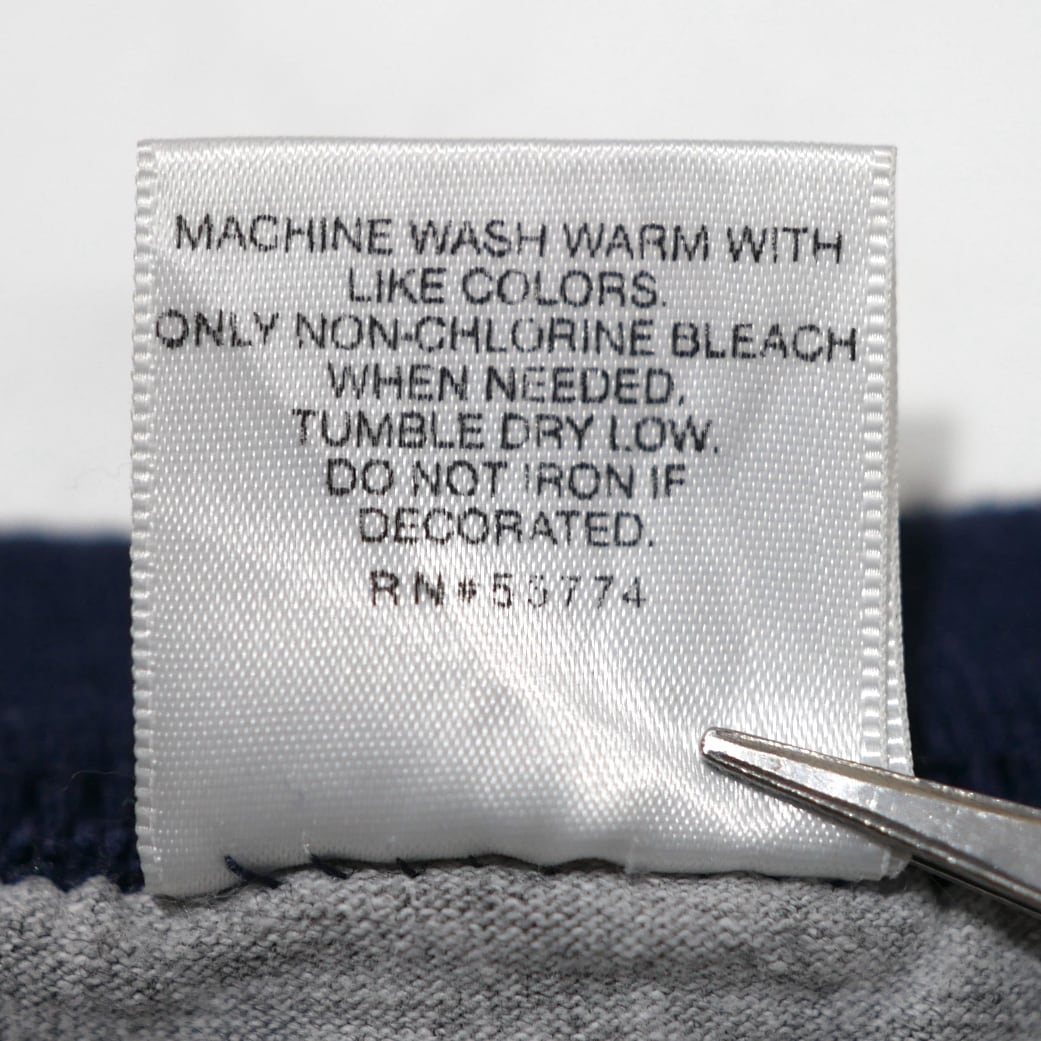 MACHINE WASH WARM WITH
LIKE COLORS.
ONLY NON-CHLORINE BLEACH
WHEN NEEDED.
TUMBLE DRY LOW.
DO NOT IRON IF
DECORATED.
RN#55774